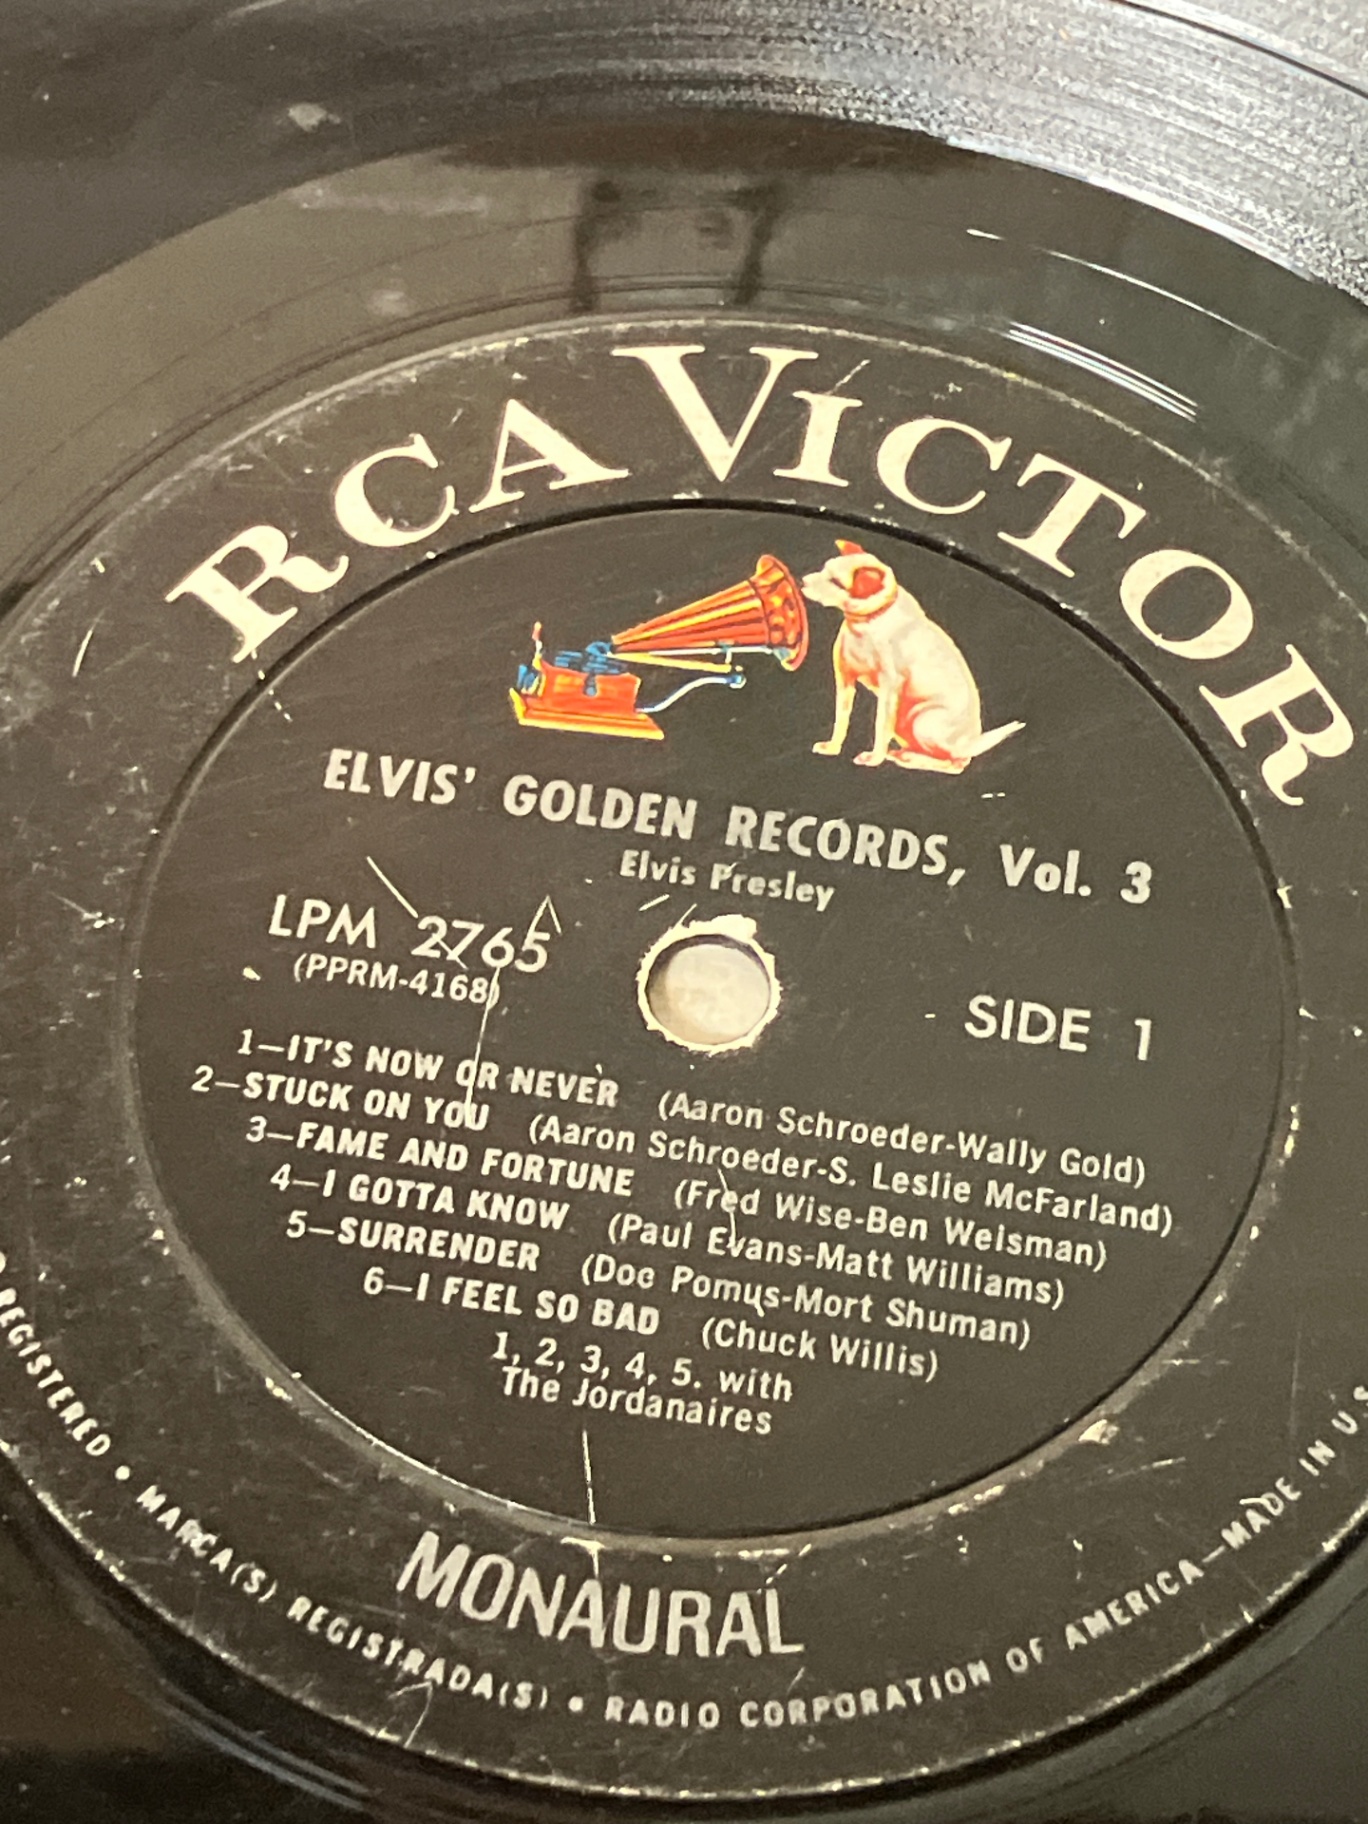 RCA VICTOR
ELVIS' GOLDEN RECORDS, Vol. 3
Elvis Presley
LPM 2765
(PPRM-4168)
SIDE 1
1—IT'S NOW OR NEVER (Aaron Schroeder-Wally Gold)
2—STUCK ON YOU (Aaron Schroeder-S. Leslie McFarland)
3—FAME AND FORTUNE (Fred Wise-Ben Weisman)
4—I GOTTA KNOW (Paul Evans-Matt Williams)
5—SURRENDER (Doc Pomus-Mort Shuman)
6—I FEEL SO BAD (Chuck Willis)
1, 2, 3, 4, 5. with
The Jordanaires
MONAURAL
REGISTERED • MARCA(S) REGISTRADA(S) • RADIO CORPORATION OF AMERICA—MADE IN U.S